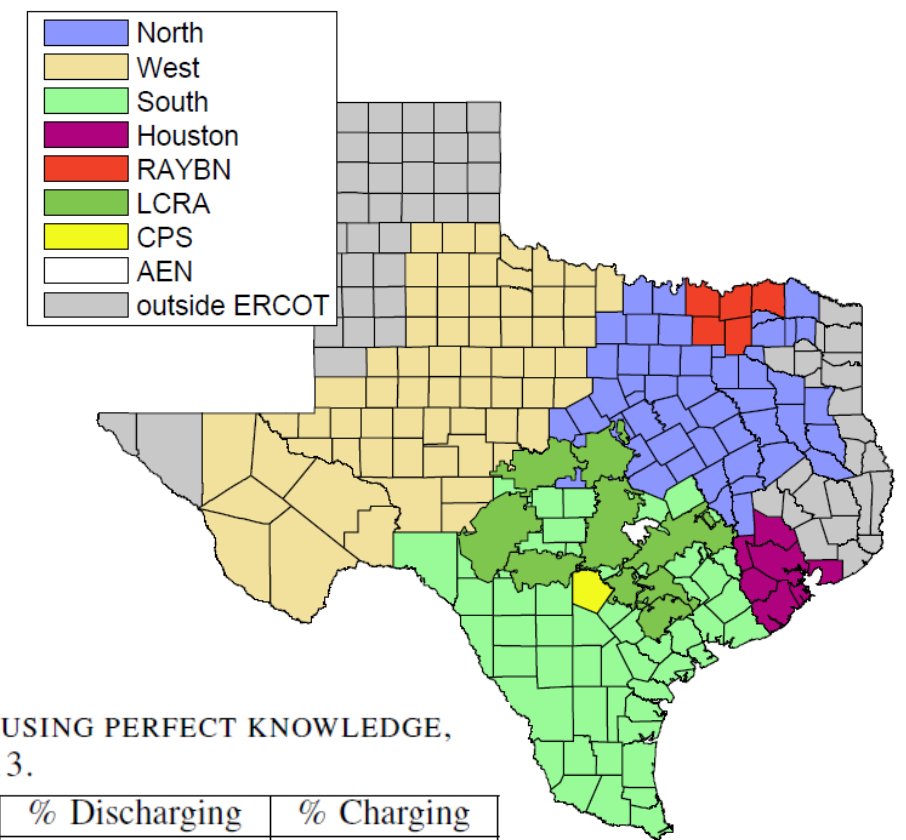 North
West
South
Houston
RAYBN
LCRA
CPS
AEN
outside ERCOT
USING PERFECT KNOWLEDGE,
3.
% Discharging % Charging